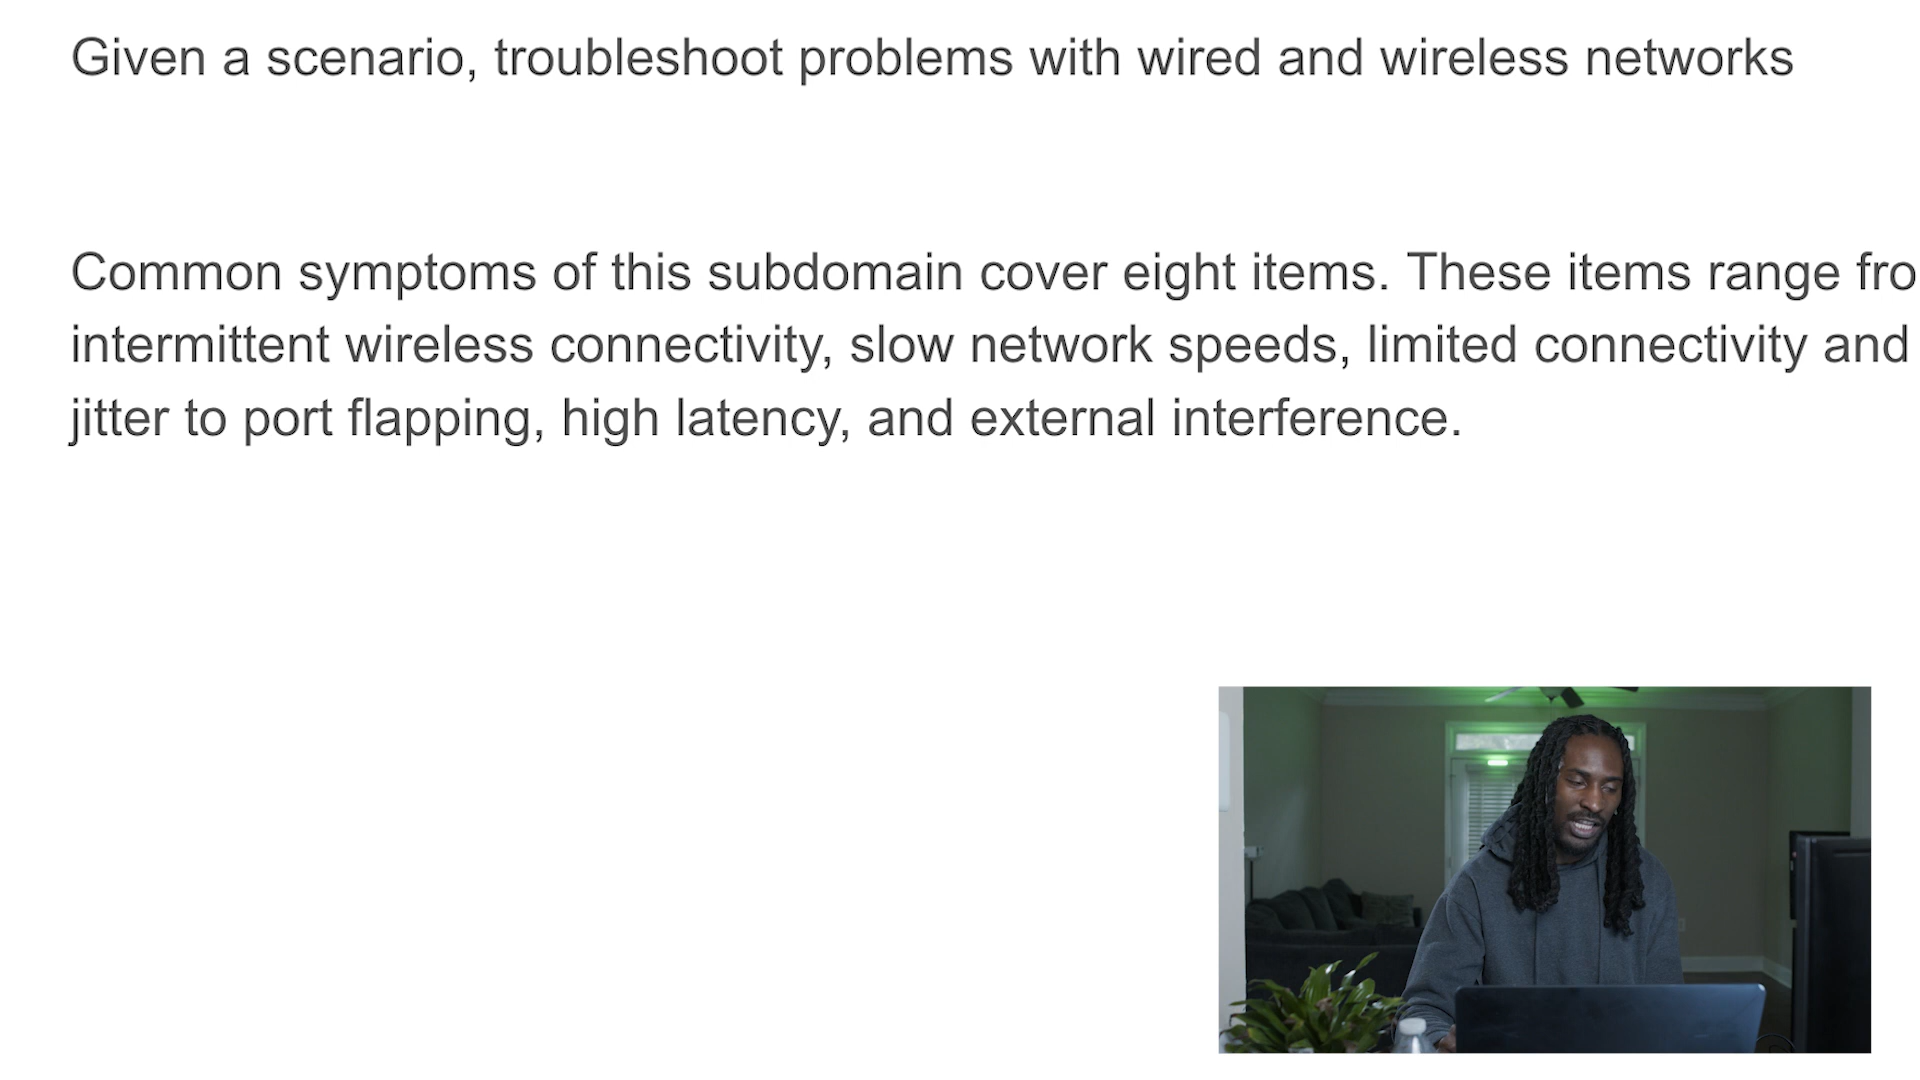 Given a scenario, troubleshoot problems with wired and wireless networks
Common symptoms of this subdomain cover eight items. These items range fro
intermittent wireless connectivity, slow network speeds, limited connectivity and
jitter to port flapping, high latency, and external interference.